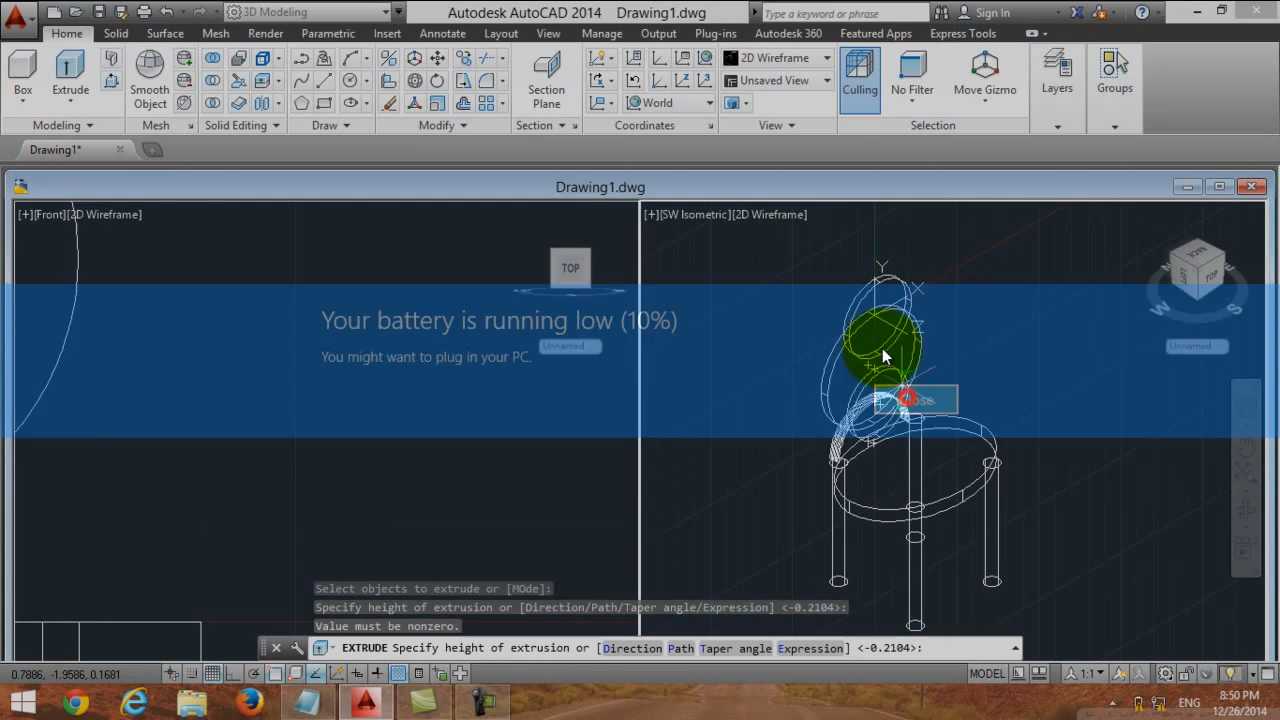 3D Modeling
Autodesk AutoCAD 2014 Drawing1.dwg
Type a keyword or phrase
Sign In
Home Solid Surface Mesh Render Parametric Insert Annotate Layout View Manage Output Plug-ins Autodesk 360 Featured Apps Express Tools
Box
Extrude
Smooth Object
Section Plane
2D Wireframe
Unsaved View
World
Culling
No Filter
Move Gizmo
Layers
Groups
Modeling Mesh Solid Editing Draw Modify Section Coordinates View Selection
Drawing1*
Drawing1.dwg
[+][Front][2D Wireframe]
[+][SW Isometric][2D Wireframe]
TOP
BACK
LEFT
TOP
W
S
Y
X
Z
Your battery is running low (10%)
You might want to plug in your PC.
Unnamed
Unnamed
Close
Select objects to extrude or [MOde]:
Specify height of extrusion or [Direction/Path/Taper angle/Expression] <-0.2104>:
Value must be nonzero.
EXTRUDE Specify height of extrusion or [Direction Path Taper angle Expression] <-0.2104>:
0.7886, -1.9586, 0.1681
MODEL
1:1
ENG
8:50 PM
12/26/2014